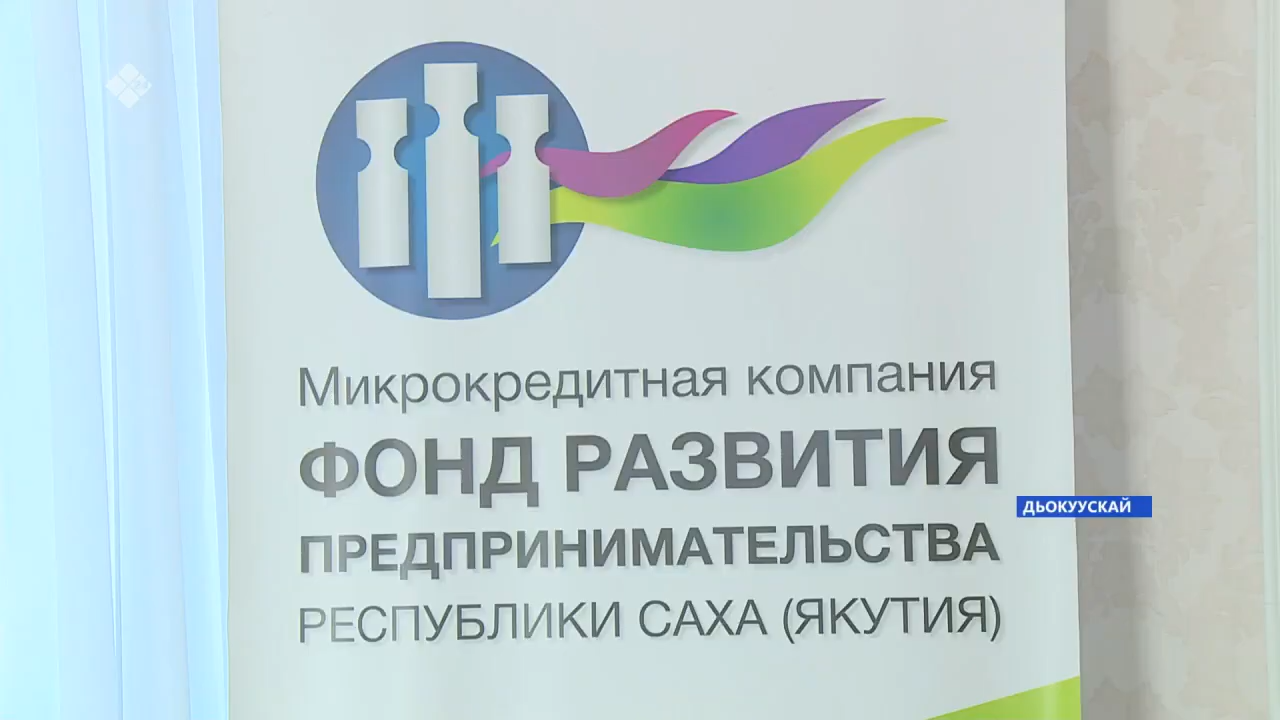 Микрокредитная компания
ФОНД РАЗВИТИЯ
ДЬОКУУСКАЙ
ПРЕДПРИНИМАТЕЛЬСТВА
РЕСПУБЛИКИ САХА (ЯКУТИЯ)